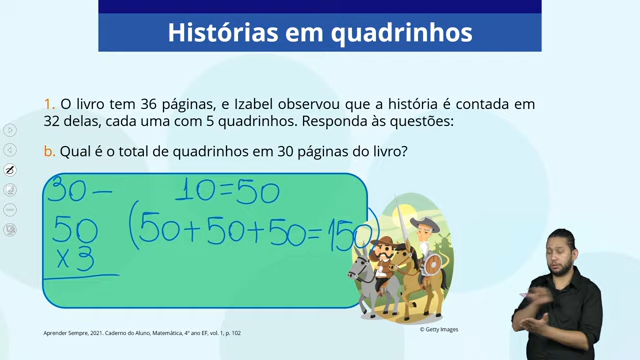 Histórias em quadrinhos
1. O livro tem 36 páginas, e Izabel observou que a história é contada em
32 delas, cada uma com 5 quadrinhos. Responda às questões:
b. Qual é o total de quadrinhos em 30 páginas do livro?
30 – 10=50
50 (50+50+50=150)
x 3
Aprender Sempre, 2021. Caderno do Aluno, Matemática, 4º ano EF, vol. 1, p. 102
© Getty Images